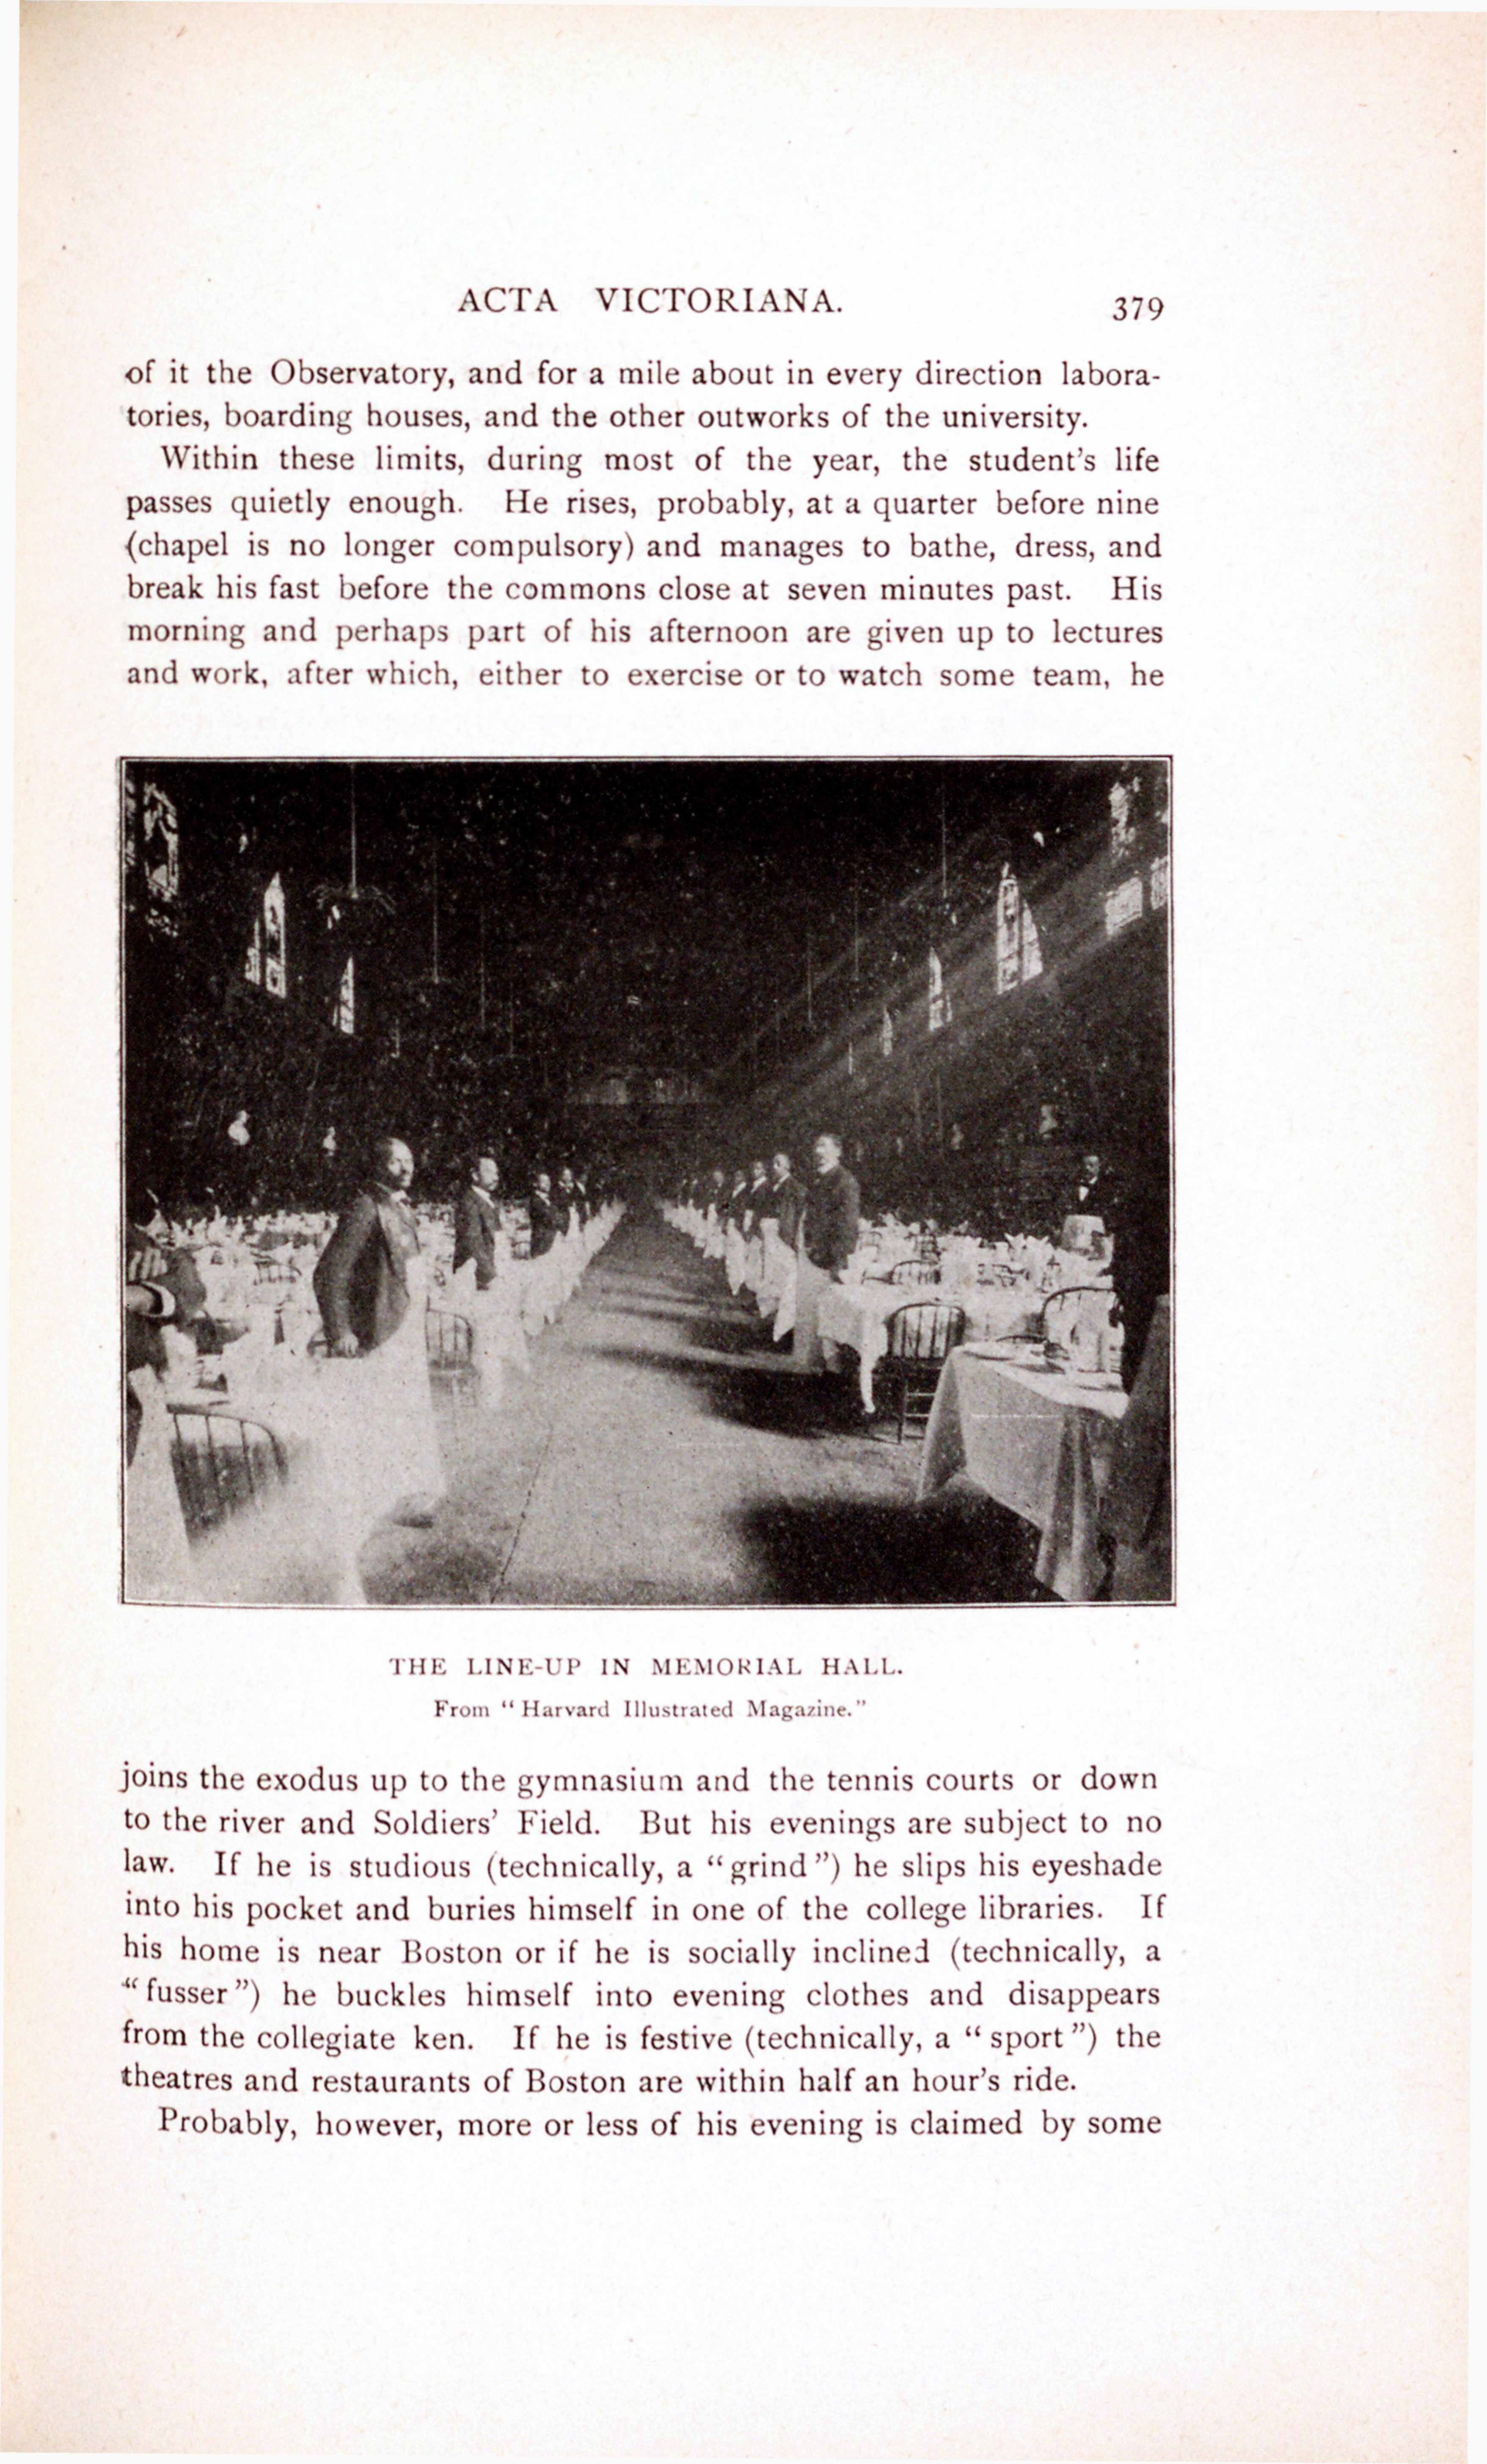 ACTA VICTORIANA. 379
of it the Observatory, and for a mile about in every direction labora-
tories, boarding houses, and the other outworks of the university.
Within these limits, during most of the year, the student's life
passes quietly enough. He rises, probably, at a quarter before nine
(chapel is no longer compulsory) and manages to bathe, dress, and
break his fast before the commons close at seven minutes past. His
morning and perhaps part of his afternoon are given up to lectures
and work, after which, either to exercise or to watch some team, he
THE LINE-UP IN MEMORIAL HALL.
From "Harvard Illustrated Magazine."
joins the exodus up to the gymnasium and the tennis courts or down
to the river and Soldiers' Field. But his evenings are subject to no
law. If he is studious (technically, a "grind") he slips his eyeshade
into his pocket and buries himself in one of the college libraries. If
his home is near Boston or if he is socially inclined (technically, a
"fusser") he buckles himself into evening clothes and disappears
from the collegiate ken. If he is festive (technically, a "sport") the
theatres and restaurants of Boston are within half an hour's ride.
Probably, however, more or less of his evening is claimed by some